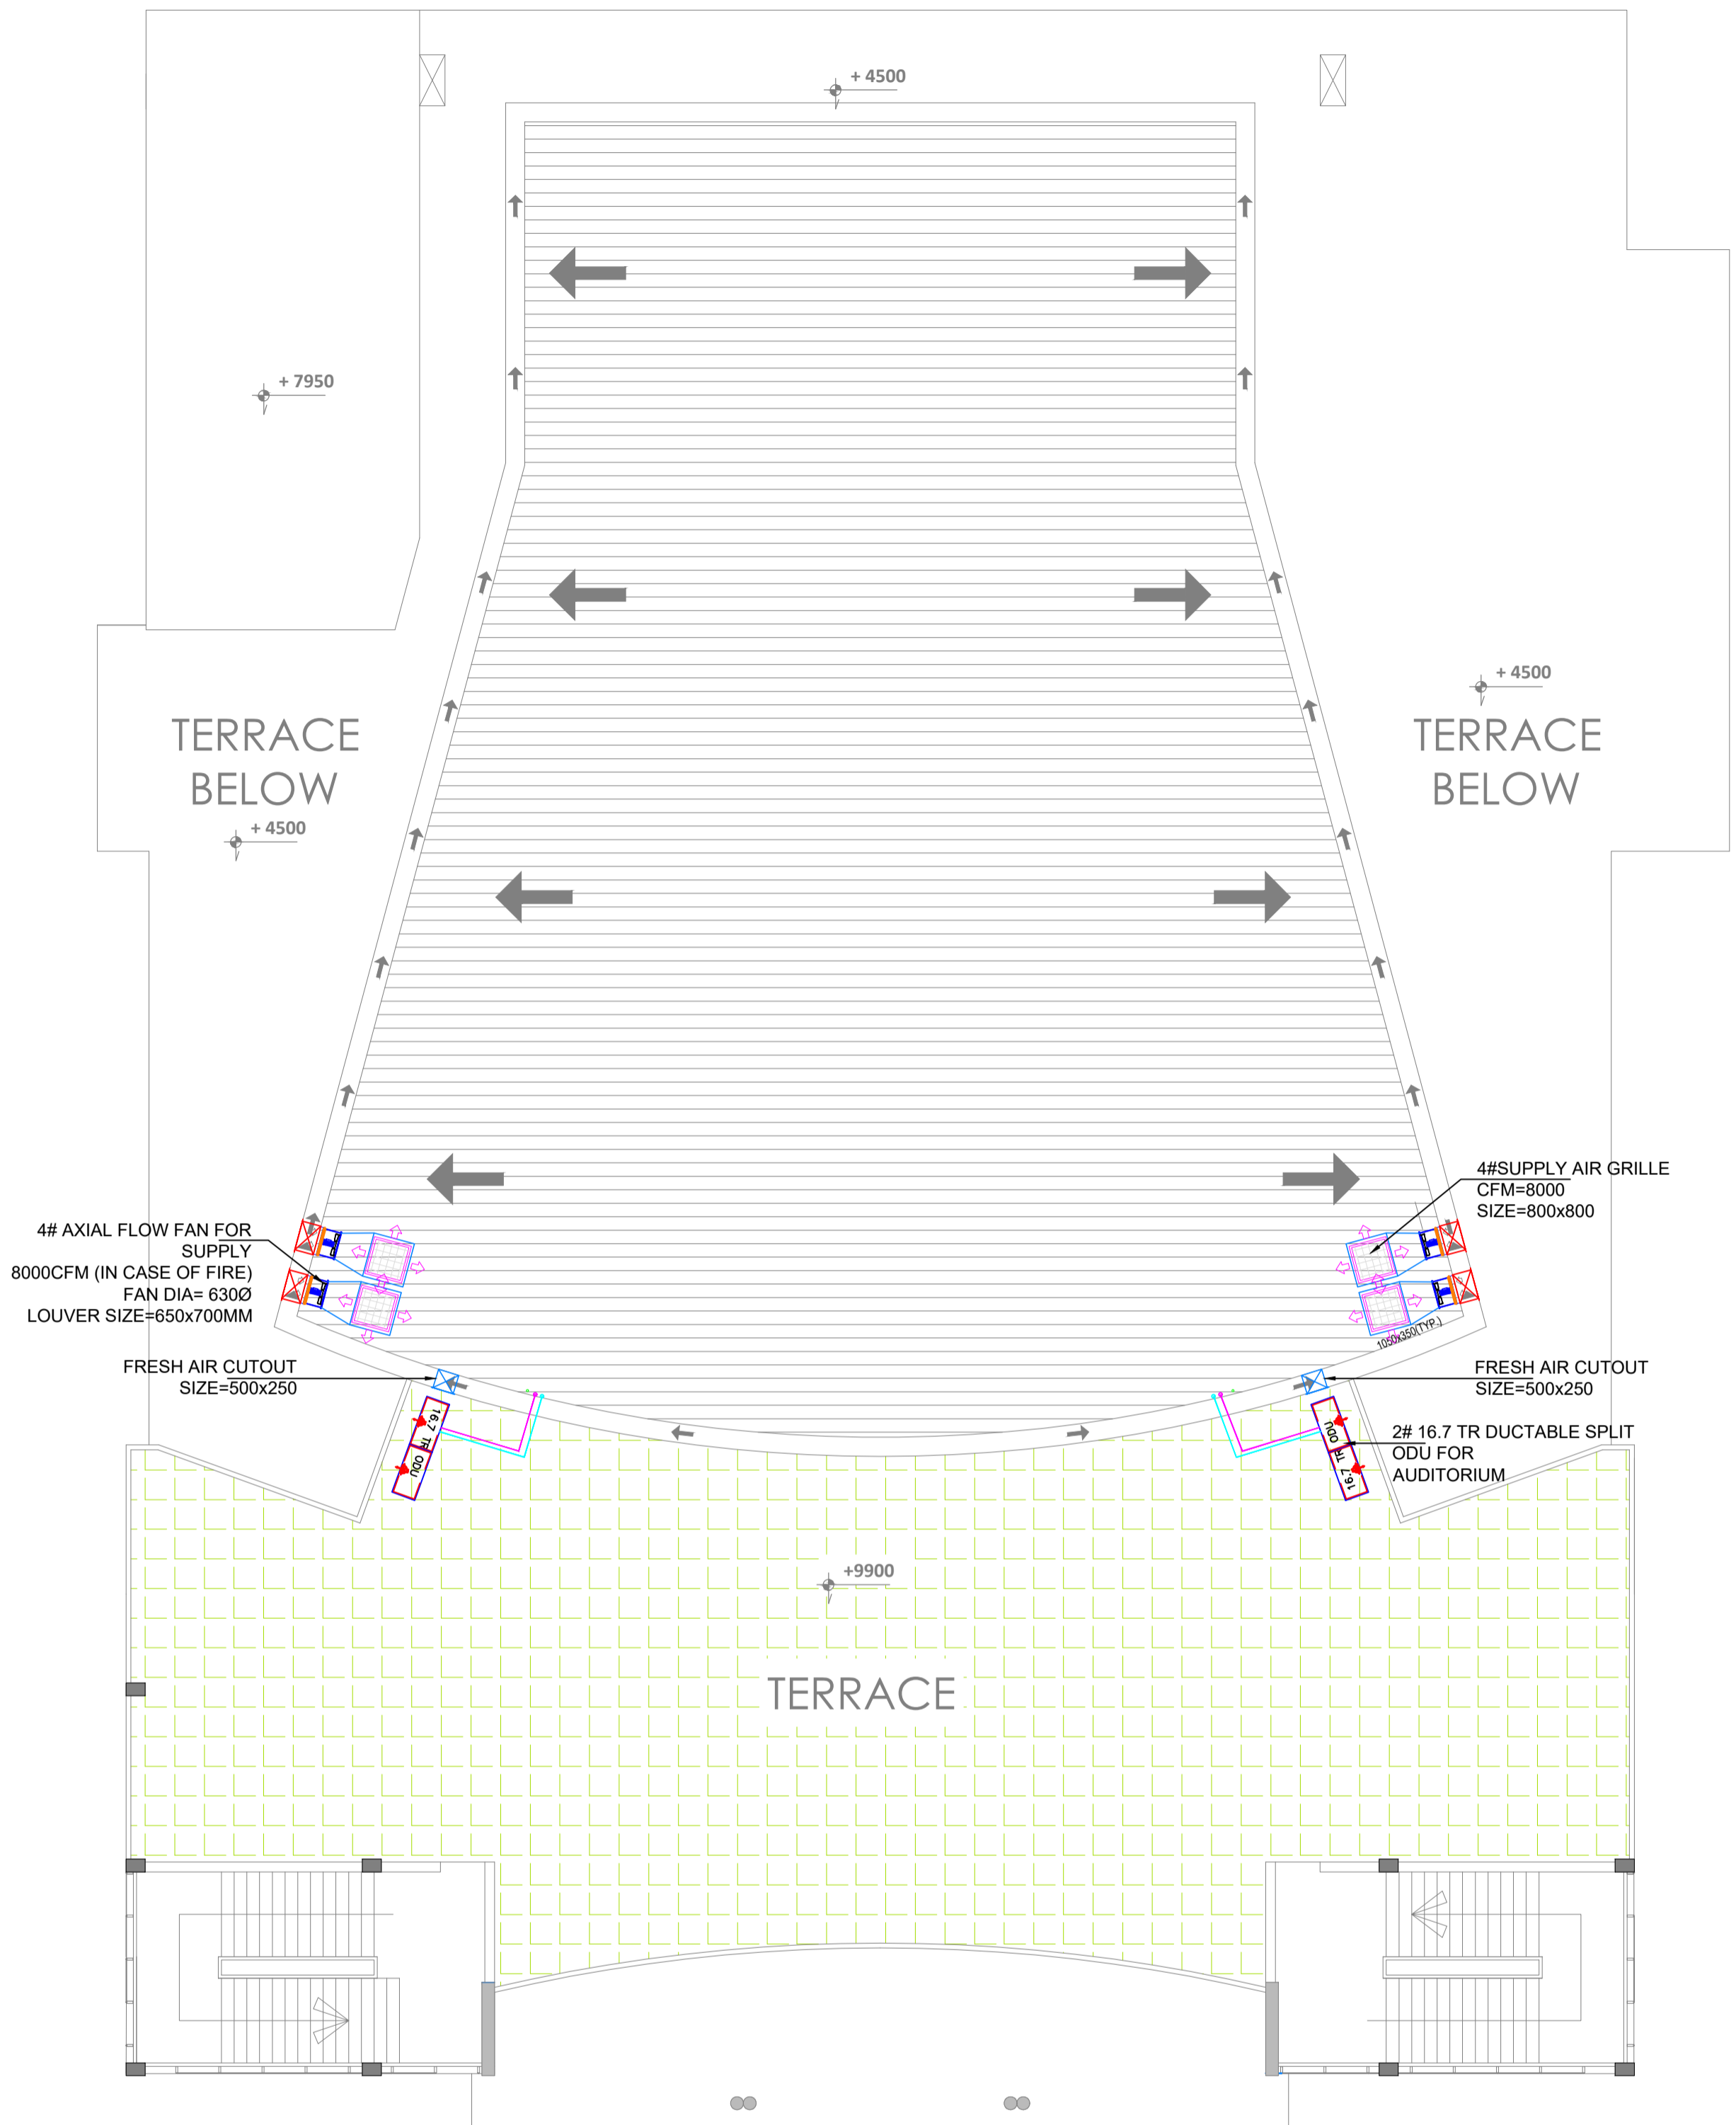 + 4500
+ 7950
+ 4500
TERRACE
BELOW
+ 4500
TERRACE
BELOW
4#SUPPLY AIR GRILLE
CFM=8000
SIZE=800x800
4# AXIAL FLOW FAN FOR
SUPPLY
8000CFM (IN CASE OF FIRE)
FAN DIA= 630Ø
LOUVER SIZE=650x700MM
1050x350(TYP.)
FRESH AIR CUTOUT
SIZE=500x250
FRESH AIR CUTOUT
SIZE=500x250
16.7 TR ODU
16.7 TR ODU
2# 16.7 TR DUCTABLE SPLIT
ODU FOR
AUDITORIUM
+9900
TERRACE